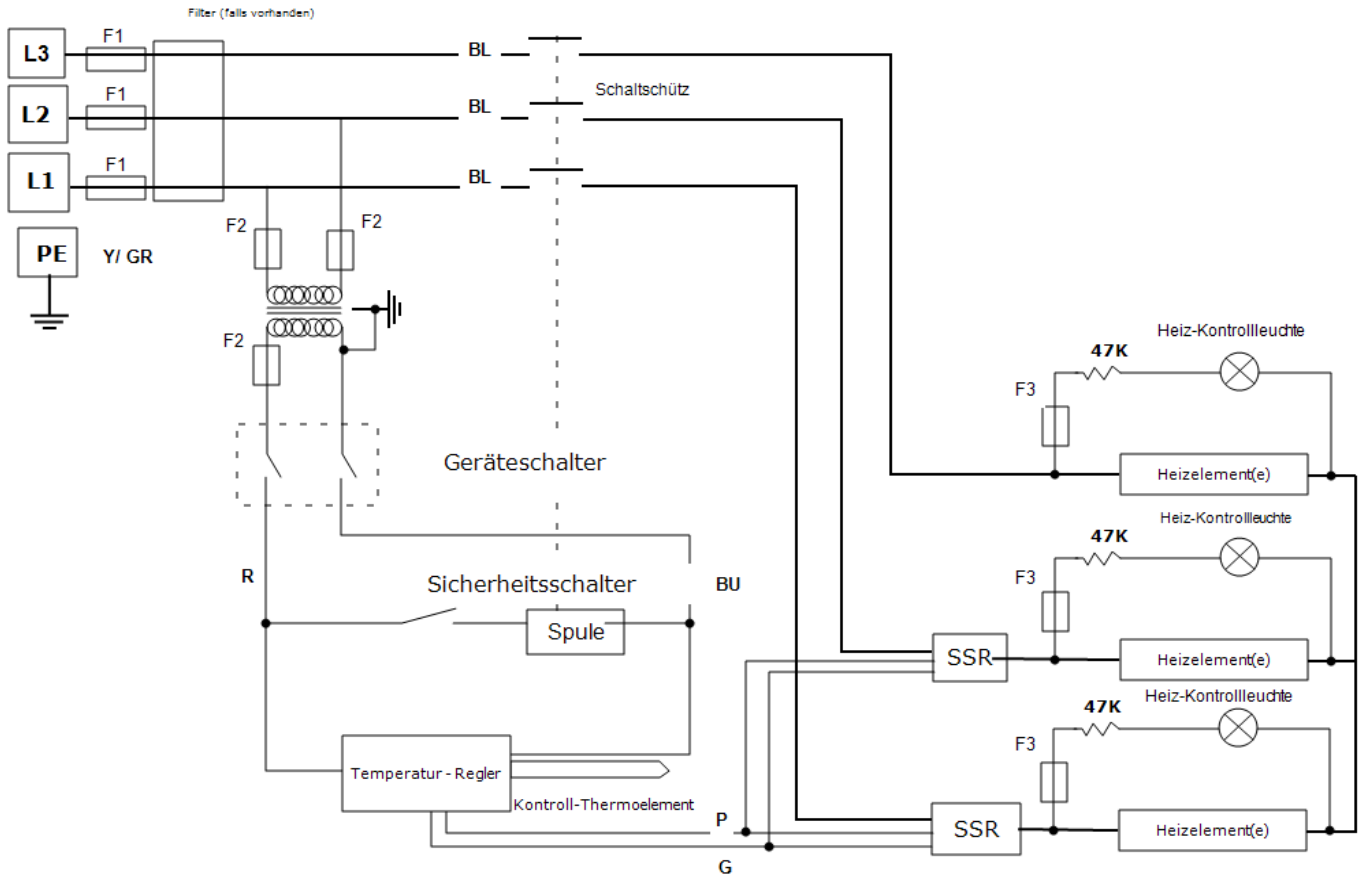 Filter (falls vorhanden)
L3
F1
BL
L2
F1
BL
Schaltschütz
L1
F1
BL
PE
Y/ GR
F2
F2
F2
Geräteschalter
R
Sicherheitsschalter
BU
Spule
Temperatur - Regler
Kontroll-Thermoelement
P
G
Heiz-Kontrollleuchte
47K
F3
Heizelement(e)
Heiz-Kontrollleuchte
47K
F3
SSR
Heizelement(e)
Heiz-Kontrollleuchte
47K
F3
SSR
Heizelement(e)